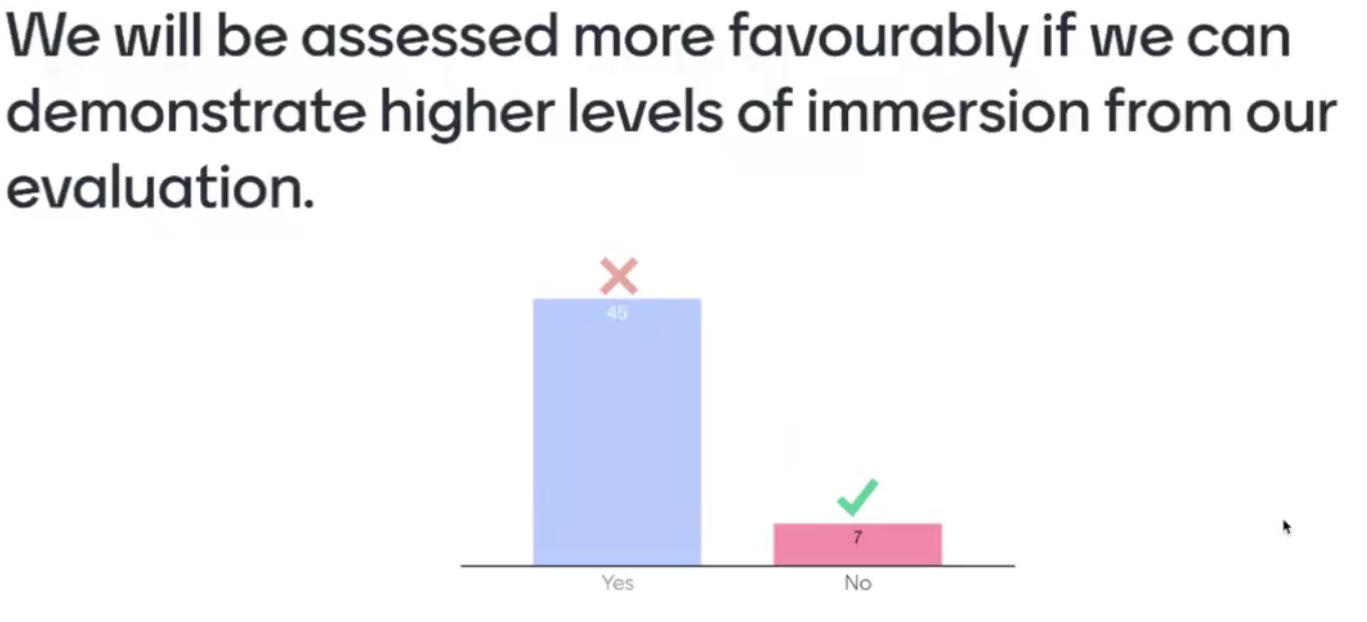 We will be assessed more favourably if we can
demonstrate higher levels of immersion from our
evaluation.
45
7
Yes
No